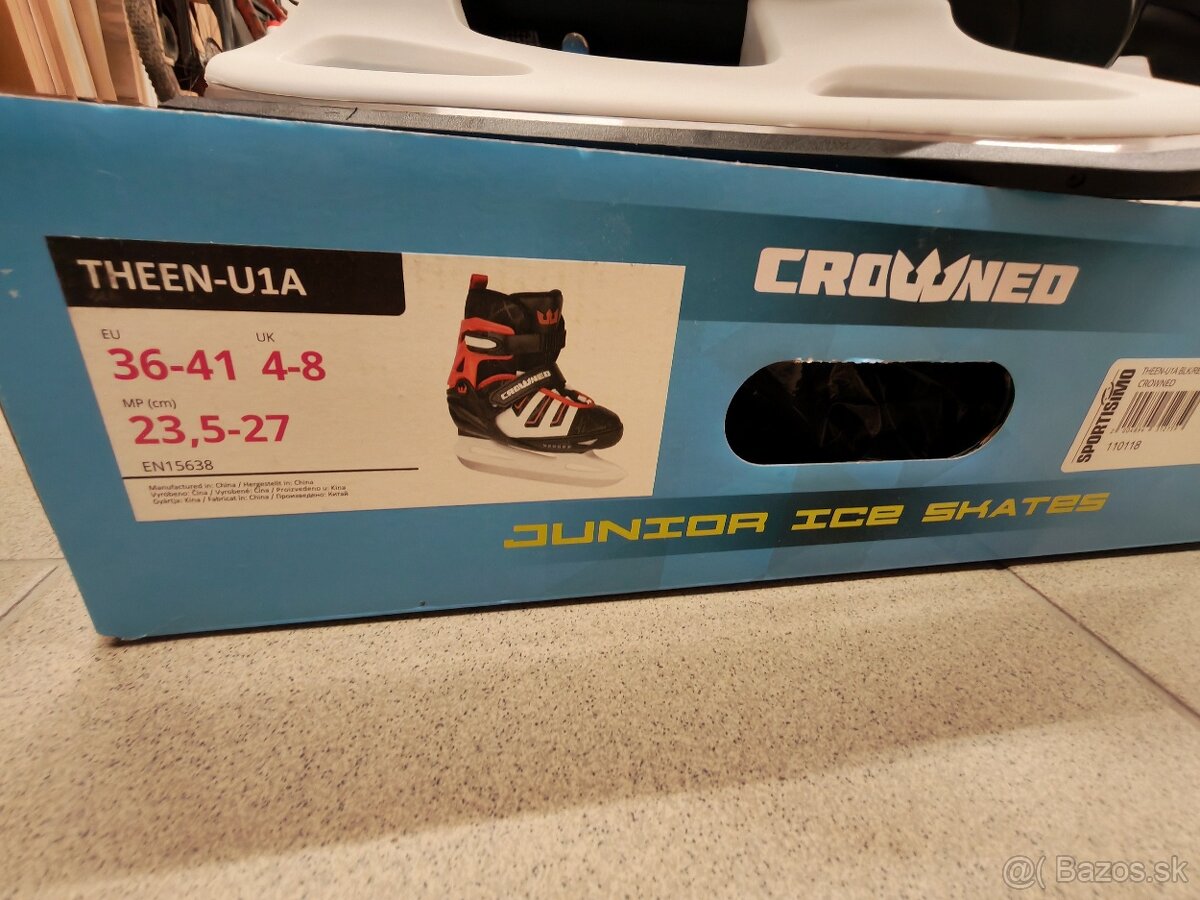 THEEN-U1A
EU
UK
36-41 4-8
MP (cm)
23,5-27
EN15638
Manufactured in: China / Hergestellt in: China
Vyrobeno: Čína / Vyrobené: Čína / Proizvedeno u: Kina
Gyártja: Kína / Fabricat în: China / Произведено: Китай
CROWNED
CROWNED
JUNIOR ICE SKATES
SPORTISIMO
THEEN-U1A BLK/RE
CROWNED
110118
@( Bazos.sk